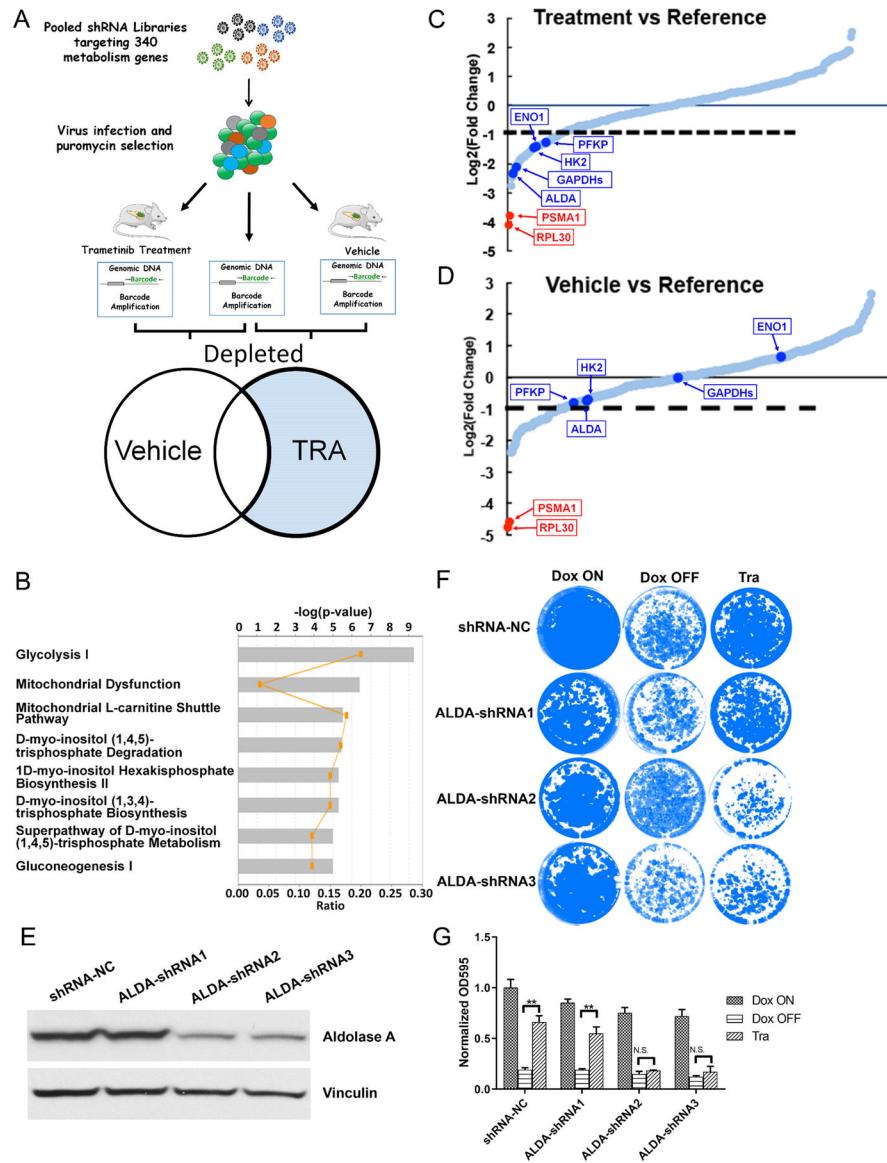 A
Pooled shRNA Libraries
targeting 340
metabolism genes
Virus infection and
puromycin selection
Trametinib Treatment
Vehicle
Genomic DNA
→Barcode←
Barcode
Amplification
Genomic DNA
→Barcode←
Barcode
Amplification
Genomic DNA
→Barcode←
Barcode
Amplification
Depleted
Vehicle
TRA
B
-log(p-value)
0 1 2 3 4 5 6 7 8 9
Glycolysis I
Mitochondrial Dysfunction
Mitochondrial L-carnitine Shuttle
Pathway
D-myo-inositol (1,4,5)-
trisphosphate Degradation
1D-myo-inositol Hexakisphosphate
Biosynthesis II
D-myo-inositol (1,3,4)-
trisphosphate Biosynthesis
Superpathway of D-myo-inositol
(1,4,5)-trisphosphate Metabolism
Gluconeogenesis I
0.00 0.05 0.10 0.15 0.20 0.25 0.30
Ratio
C
Treatment vs Reference
Log2(Fold Change)
3
2
1
0
-1
-2
-3
-4
-5
ENO1
PFKP
HK2
GAPDHs
ALDA
PSMA1
RPL30
D
Vehicle vs Reference
Log2(Fold Change)
3
2
1
0
-1
-2
-3
-4
-5
ENO1
HK2
PFKP
GAPDHs
ALDA
PSMA1
RPL30
E
shRNA-NC
ALDA-shRNA1
ALDA-shRNA2
ALDA-shRNA3
Aldolase A
Vinculin
F
Dox ON Dox OFF Tra
shRNA-NC
ALDA-shRNA1
ALDA-shRNA2
ALDA-shRNA3
G
Normalized OD595
1.5
1.0
0.5
0.0
**
**
N.S.
N.S.
Dox ON
Dox OFF
Tra
shRNA-NC
ALDA-shRNA1
ALDA-shRNA2
ALDA-shRNA3